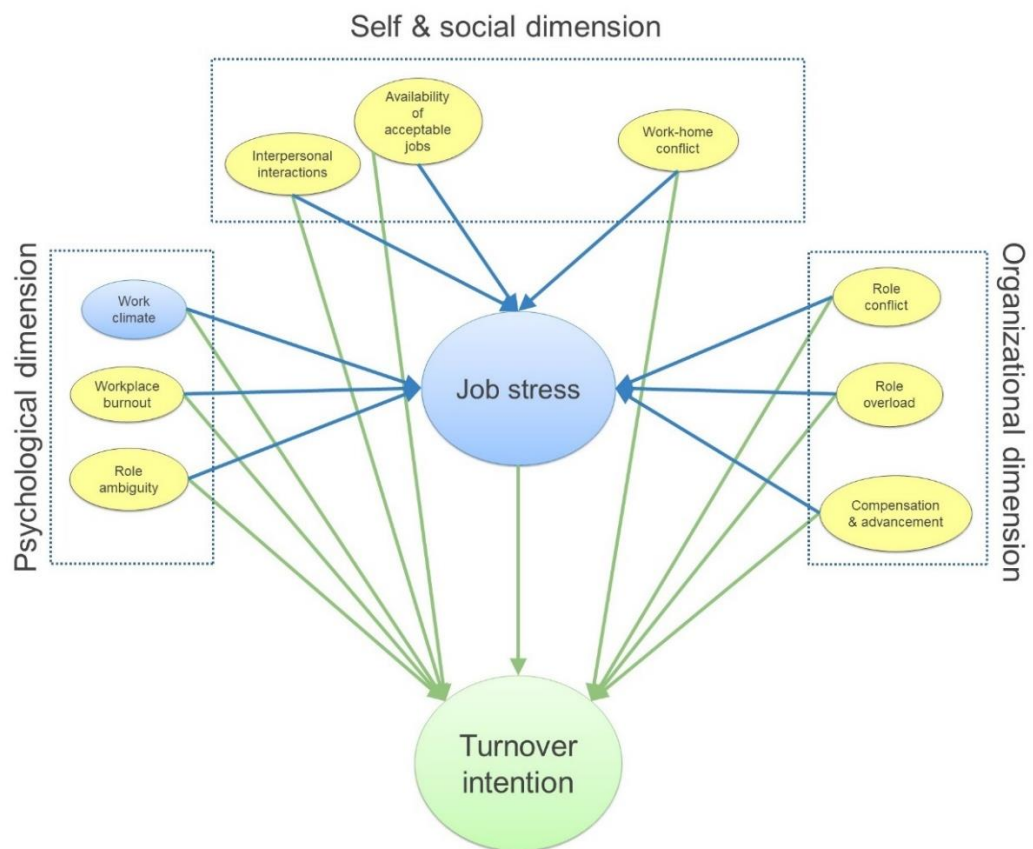 Self & social dimension
Availability
of
acceptable
jobs
Interpersonal
interactions
Work-home
conflict
Psychological dimension
Work
climate
Workplace
burnout
Role
ambiguity
Job stress
Organizational dimension
Role
conflict
Role
overload
Compensation
& advancement
Turnover
intention